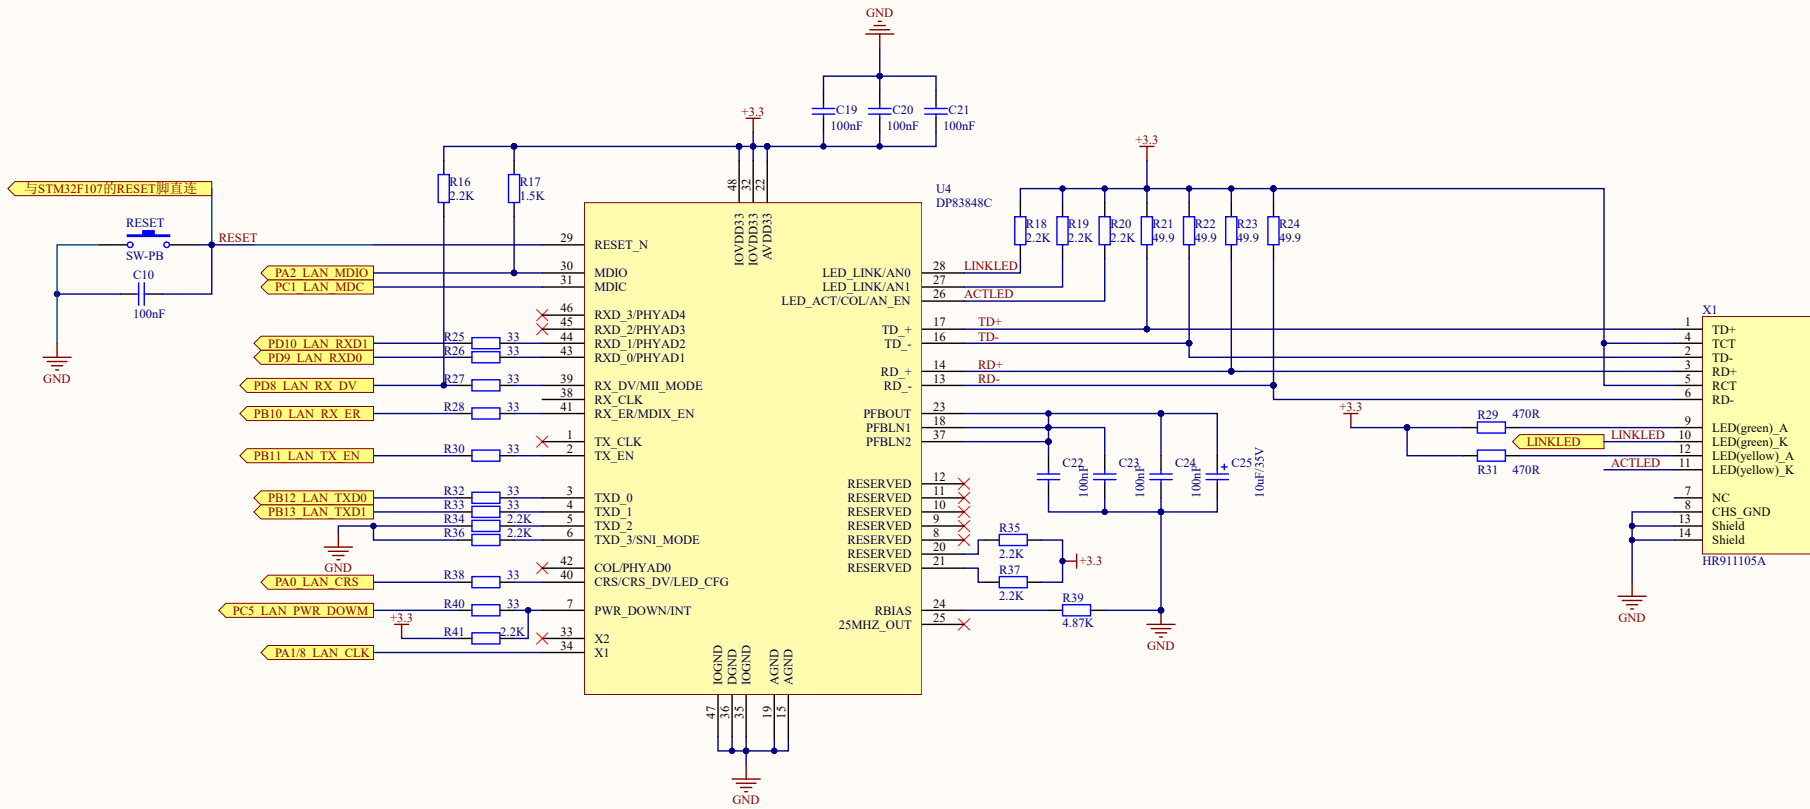 GND
C19
C20
C21
100nF
100nF
100nF
+3.3
+3.3
与STM32F107的RESET脚直连
R16
2.2K
R17
1.5K
48
32
22
U4
DP83848C
RESET
SW-PB
C10
100nF
GND
RESET
29
RESET_N
IOVDD33
IOVDD33
AVDD33
R18
2.2K
R19
2.2K
R20
2.2K
R21
49.9
R22
49.9
R23
49.9
R24
49.9
PA2_LAN_MDIO
30
MDIO
PC1_LAN_MDC
31
MDIC
46
RXD_3/PHYAD4
45
RXD_2/PHYAD3
PD10_LAN_RXD1
R25
33
44
RXD_1/PHYAD2
PD9_LAN_RXD0
R26
33
43
RXD_0/PHYAD1
PD8_LAN_RX_DV
R27
33
39
RX_DV/MII_MODE
38
RX_CLK
PB10_LAN_RX_ER
R28
33
41
RX_ER/MDIX_EN
1
TX_CLK
PB11_LAN_TX_EN
R30
33
2
TX_EN
PB12_LAN_TXD0
R32
33
3
TXD_0
PB13_LAN_TXD1
R33
33
4
TXD_1
R34
2.2K
5
TXD_2
R36
2.2K
6
TXD_3/SNI_MODE
GND
42
COL/PHYAD0
PA0_LAN_CRS
R38
33
40
CRS/CRS_DV/LED_CFG
PC5_LAN_PWR_DOWM
R40
33
7
PWR_DOWN/INT
+3.3
R41
2.2K
33
X2
PA1/8_LAN_CLK
34
X1
LED_LINK/AN0
28
LINKLED
LED_LINK/AN1
27
LED_ACT/COL/AN_EN
26
ACTLED
TD_+
17
TD+
TD_-
16
TD-
RD_+
14
RD+
RD_-
13
RD-
PFBOUT
23
PFBLN1
18
PFBLN2
37
C22
100nF
C23
100nF
C24
100nF
C25
10uF/35V
RESERVED
12
RESERVED
11
RESERVED
10
RESERVED
9
RESERVED
8
RESERVED
20
RESERVED
21
R35
2.2K
+3.3
R37
2.2K
RBIAS
24
R39
4.87K
25MHZ_OUT
25
GND
IOGND
DGND
IOGND
AGND
AGND
47
36
35
19
15
GND
X1
1
TD+
4
TCT
2
TD-
3
RD+
5
RCT
6
RD-
+3.3
R29
470R
9
LED(green)_A
LINKLED
LINKLED
10
LED(green)_K
R31
470R
12
LED(yellow)_A
ACTLED
11
LED(yellow)_K
7
NC
8
CHS_GND
13
Shield
14
Shield
HR911105A
GND